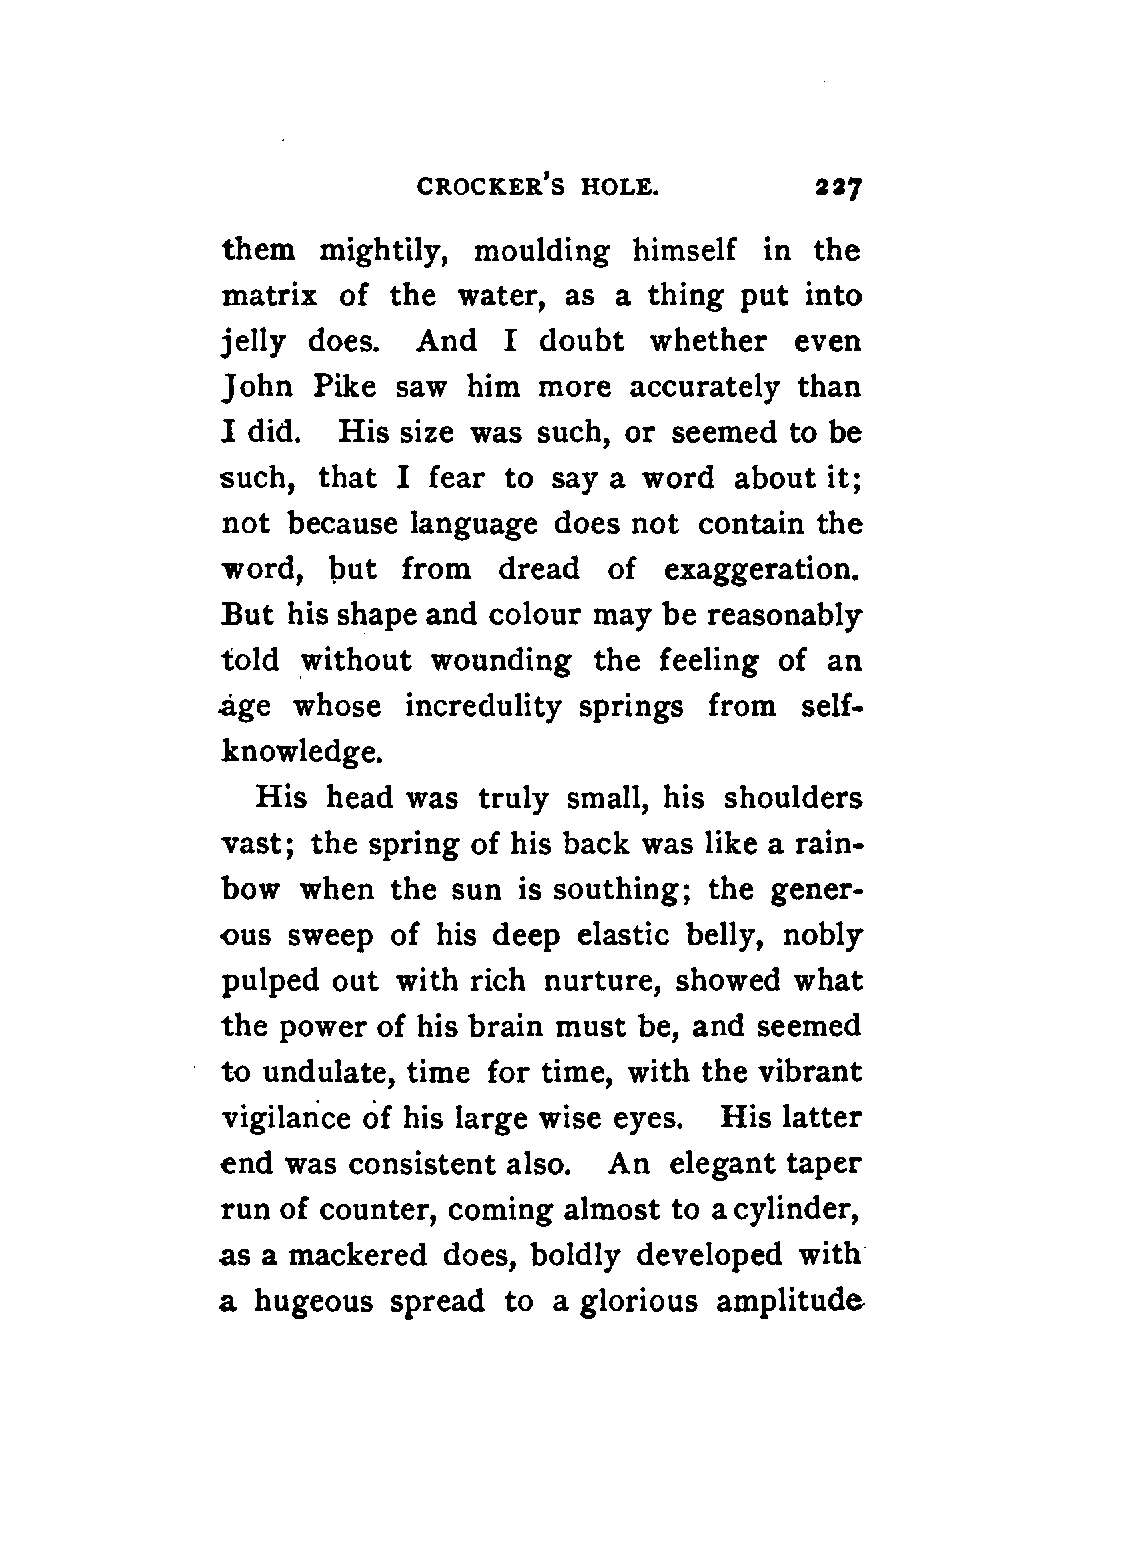 CROCKER'S HOLE. 227
them mightily, moulding himself in the
matrix of the water, as a thing put into
jelly does. And I doubt whether even
John Pike saw him more accurately than
I did. His size was such, or seemed to be
such, that I fear to say a word about it;
not because language does not contain the
word, but from dread of exaggeration.
But his shape and colour may be reasonably
told without wounding the feeling of an
age whose incredulity springs from self-
knowledge.
His head was truly small, his shoulders
vast; the spring of his back was like a rain-
bow when the sun is southing; the gener-
ous sweep of his deep elastic belly, nobly
pulped out with rich nurture, showed what
the power of his brain must be, and seemed
to undulate, time for time, with the vibrant
vigilance of his large wise eyes. His latter
end was consistent also. An elegant taper
run of counter, coming almost to a cylinder,
as a mackered does, boldly developed with
a hugeous spread to a glorious amplitude